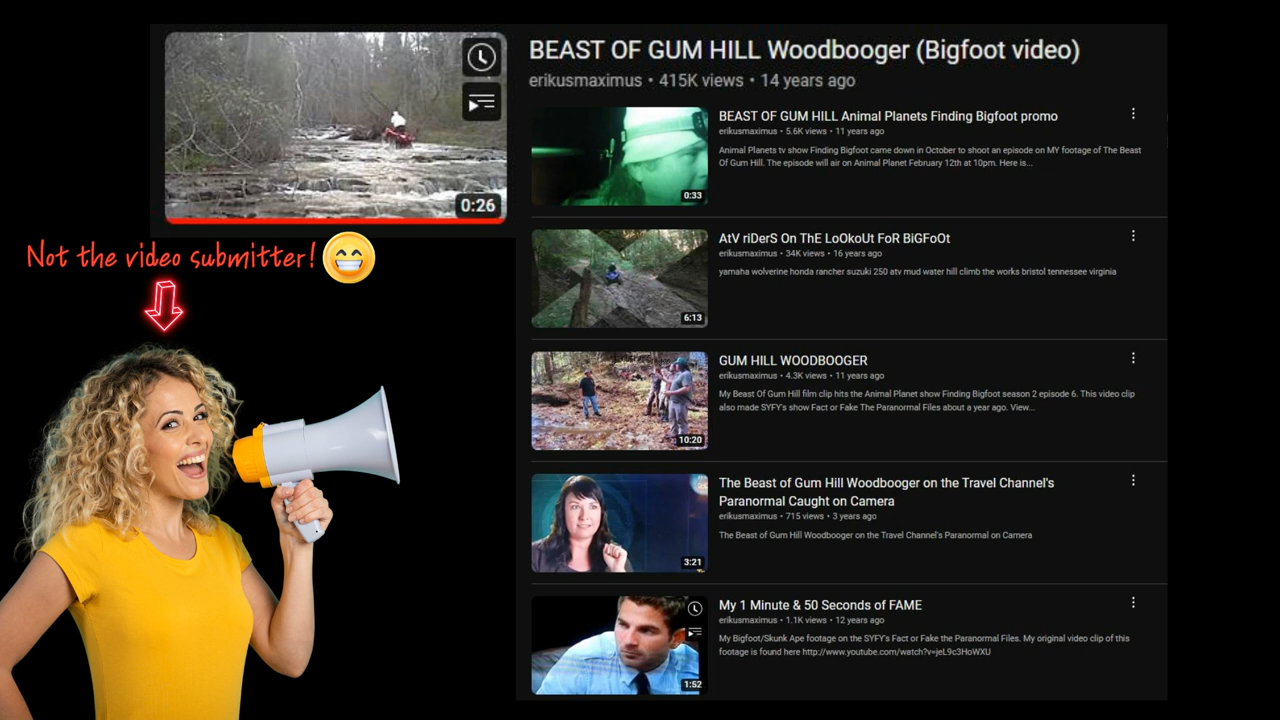 BEAST OF GUM HILL Woodbooger (Bigfoot video)
erikusmaximus • 415K views • 14 years ago
0:26
BEAST OF GUM HILL Animal Planets Finding Bigfoot promo
erikusmaximus • 5.6K views • 11 years ago
Animal Planets tv show Finding Bigfoot came down in October to shoot an episode on MY footage of The Beast
Of Gum Hill. The episode will air on Animal Planet February 12th at 10pm. Here is...
0:33
Not the video submitter!
AtV riDerS On ThE LoOkoUt FoR BiGFoOt
erikusmaximus • 34K views • 16 years ago
yamaha wolverine honda rancher suzuki 250 atv mud water hill climb the works bristol tennessee virginia
6:13
GUM HILL WOODBOOGER
erikusmaximus • 4.3K views • 11 years ago
My Beast Of Gum Hill film clip hits the Animal Planet show Finding Bigfoot season 2 episode 6. This video clip
also made SYFY's show Fact or Fake The Paranormal Files about a year ago. View...
10:20
The Beast of Gum Hill Woodbooger on the Travel Channel's
Paranormal Caught on Camera
erikusmaximus • 715 views • 3 years ago
The Beast of Gum Hill Woodbooger on the Travel Channel's Paranormal on Camera
3:21
My 1 Minute & 50 Seconds of FAME
erikusmaximus • 1.1K views • 12 years ago
My Bigfoot/Skunk Ape footage on the SYFY's Fact or Fake the Paranormal Files. My original video clip of this
footage is found here http://www.youtube.com/watch?v=jeL9c3HoWXU
1:52